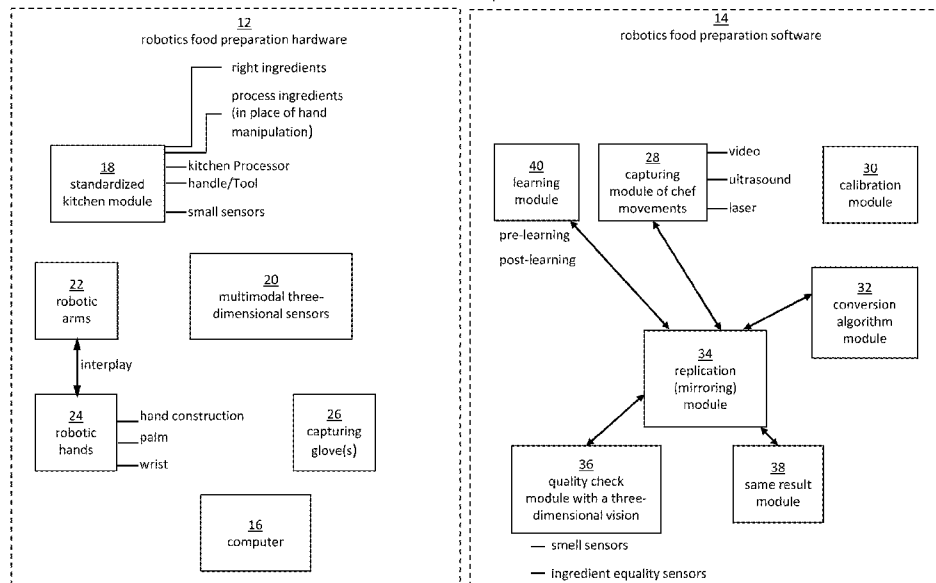 12
robotics food preparation hardware
right ingredients
process ingredients
(in place of hand
manipulation)
18
standardized
kitchen module
kitchen Processor
handle/Tool
small sensors
22
robotic
arms
20
multimodal three-
dimensional sensors
interplay
24
robotic
hands
hand construction
palm
wrist
26
capturing
glove(s)
16
computer
14
robotics food preparation software
40
learning
module
pre-learning
post-learning
28
capturing
module of chef
movements
video
ultrasound
laser
30
calibration
module
32
conversion
algorithm
module
34
replication
(mirroring)
module
36
quality check
module with a three-
dimensional vision
38
same result
module
smell sensors
ingredient equality sensors